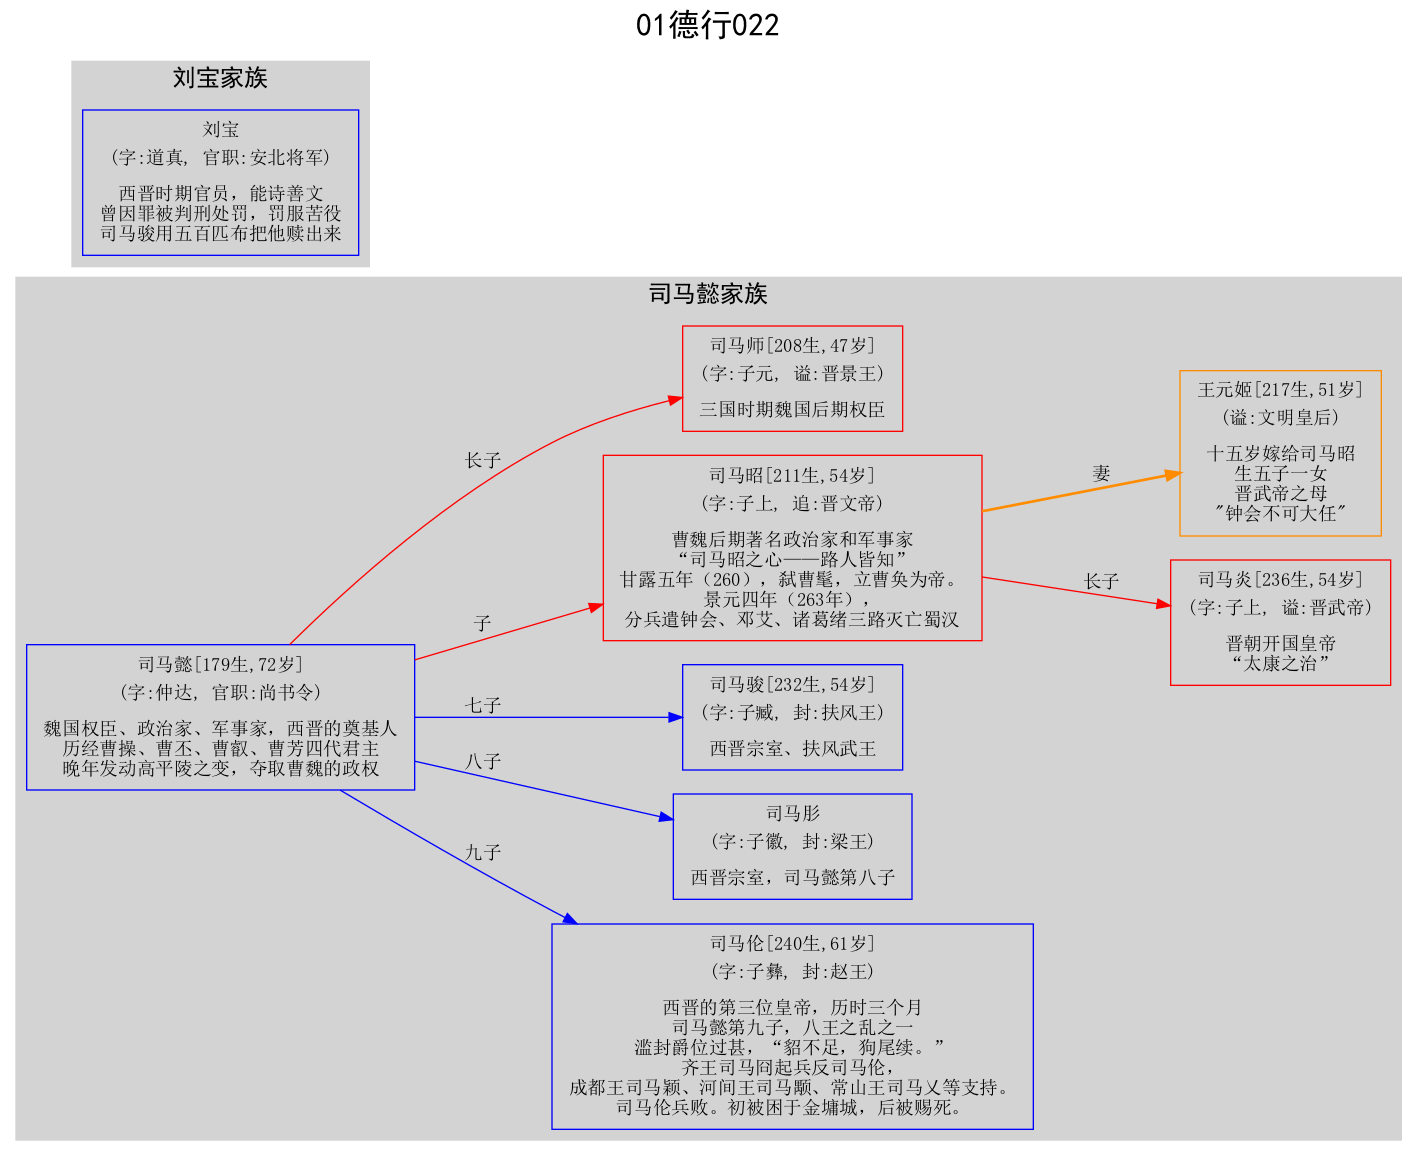 01德行022
刘宝家族
刘宝
(字:道真, 官职:安北将军)
西晋时期官员，能诗善文
曾因罪被判刑处罚，罚服苦役
司马骏用五百匹布把他赎出来
司马懿家族
司马师[208生,47岁]
(字:子元, 谥:晋景王)
三国时期魏国后期权臣
长子
王元姬[217生,51岁]
(谥:文明皇后)
十五岁嫁给司马昭
生五子一女
晋武帝之母
"钟会不可大任"
妻
司马昭[211生,54岁]
(字:子上, 追:晋文帝)
曹魏后期著名政治家和军事家
“司马昭之心——路人皆知”
甘露五年（260），弑曹髦，立曹奂为帝。
景元四年（263年），
分兵遣钟会、邓艾、诸葛绪三路灭亡蜀汉
长子
司马炎[236生,54岁]
(字:子上, 谥:晋武帝)
晋朝开国皇帝
“太康之治”
子
司马懿[179生,72岁]
(字:仲达, 官职:尚书令)
魏国权臣、政治家、军事家，西晋的奠基人
历经曹操、曹丕、曹叡、曹芳四代君主
晚年发动高平陵之变，夺取曹魏的政权
七子
司马骏[232生,54岁]
(字:子臧, 封:扶风王)
西晋宗室、扶风武王
八子
司马肜
(字:子徽, 封:梁王)
西晋宗室，司马懿第八子
九子
司马伦[240生,61岁]
(字:子彝, 封:赵王)
西晋的第三位皇帝，历时三个月
司马懿第九子，八王之乱之一
滥封爵位过甚，“貂不足，狗尾续。”
齐王司马冏起兵反司马伦，
成都王司马颖、河间王司马颙、常山王司马乂等支持。
司马伦兵败。初被困于金墉城，后被赐死。